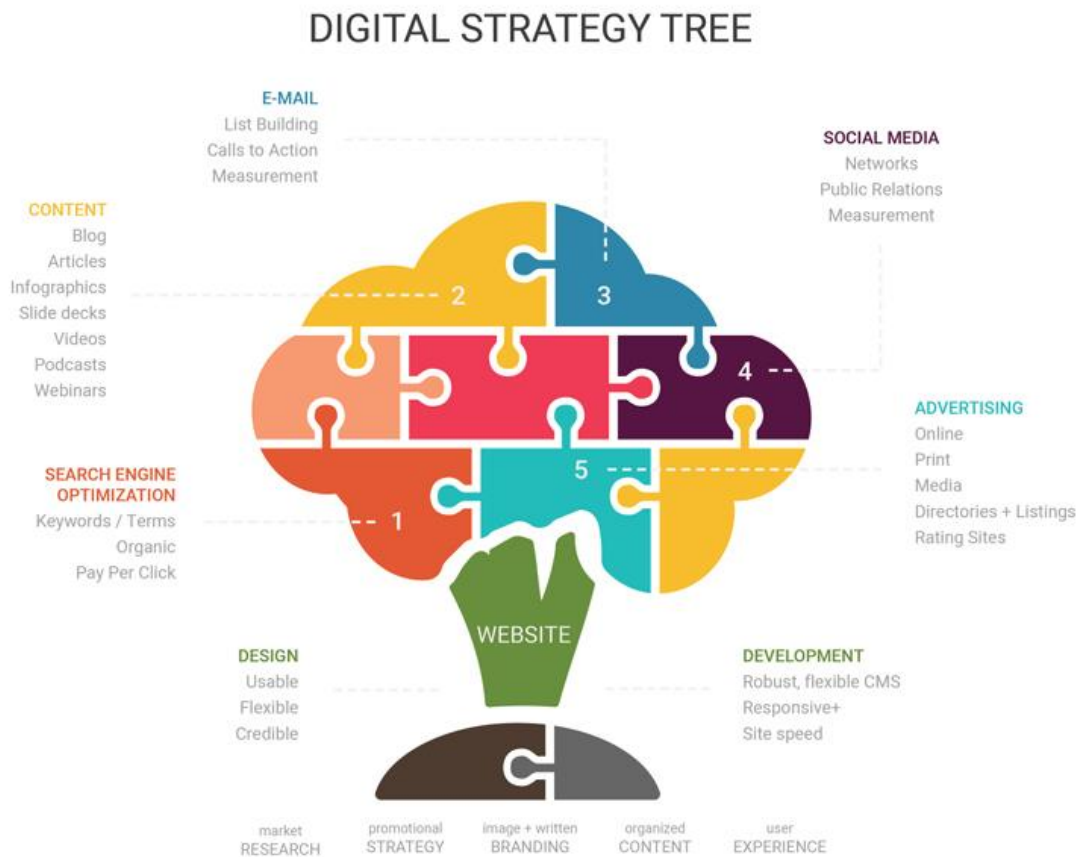 DIGITAL STRATEGY TREE
E-MAIL
List Building
Calls to Action
Measurement
SOCIAL MEDIA
Networks
Public Relations
Measurement
CONTENT
Blog
Articles
Infographics
Slide decks
Videos
Podcasts
Webinars
2
3
4
ADVERTISING
Online
Print
Media
Directories + Listings
Rating Sites
5
SEARCH ENGINE
OPTIMIZATION
Keywords / Terms
Organic
Pay Per Click
1
WEBSITE
DESIGN
Usable
Flexible
Credible
DEVELOPMENT
Robust, flexible CMS
Responsive+
Site speed
market
RESEARCH
promotional
STRATEGY
image + written
BRANDING
organized
CONTENT
user
EXPERIENCE